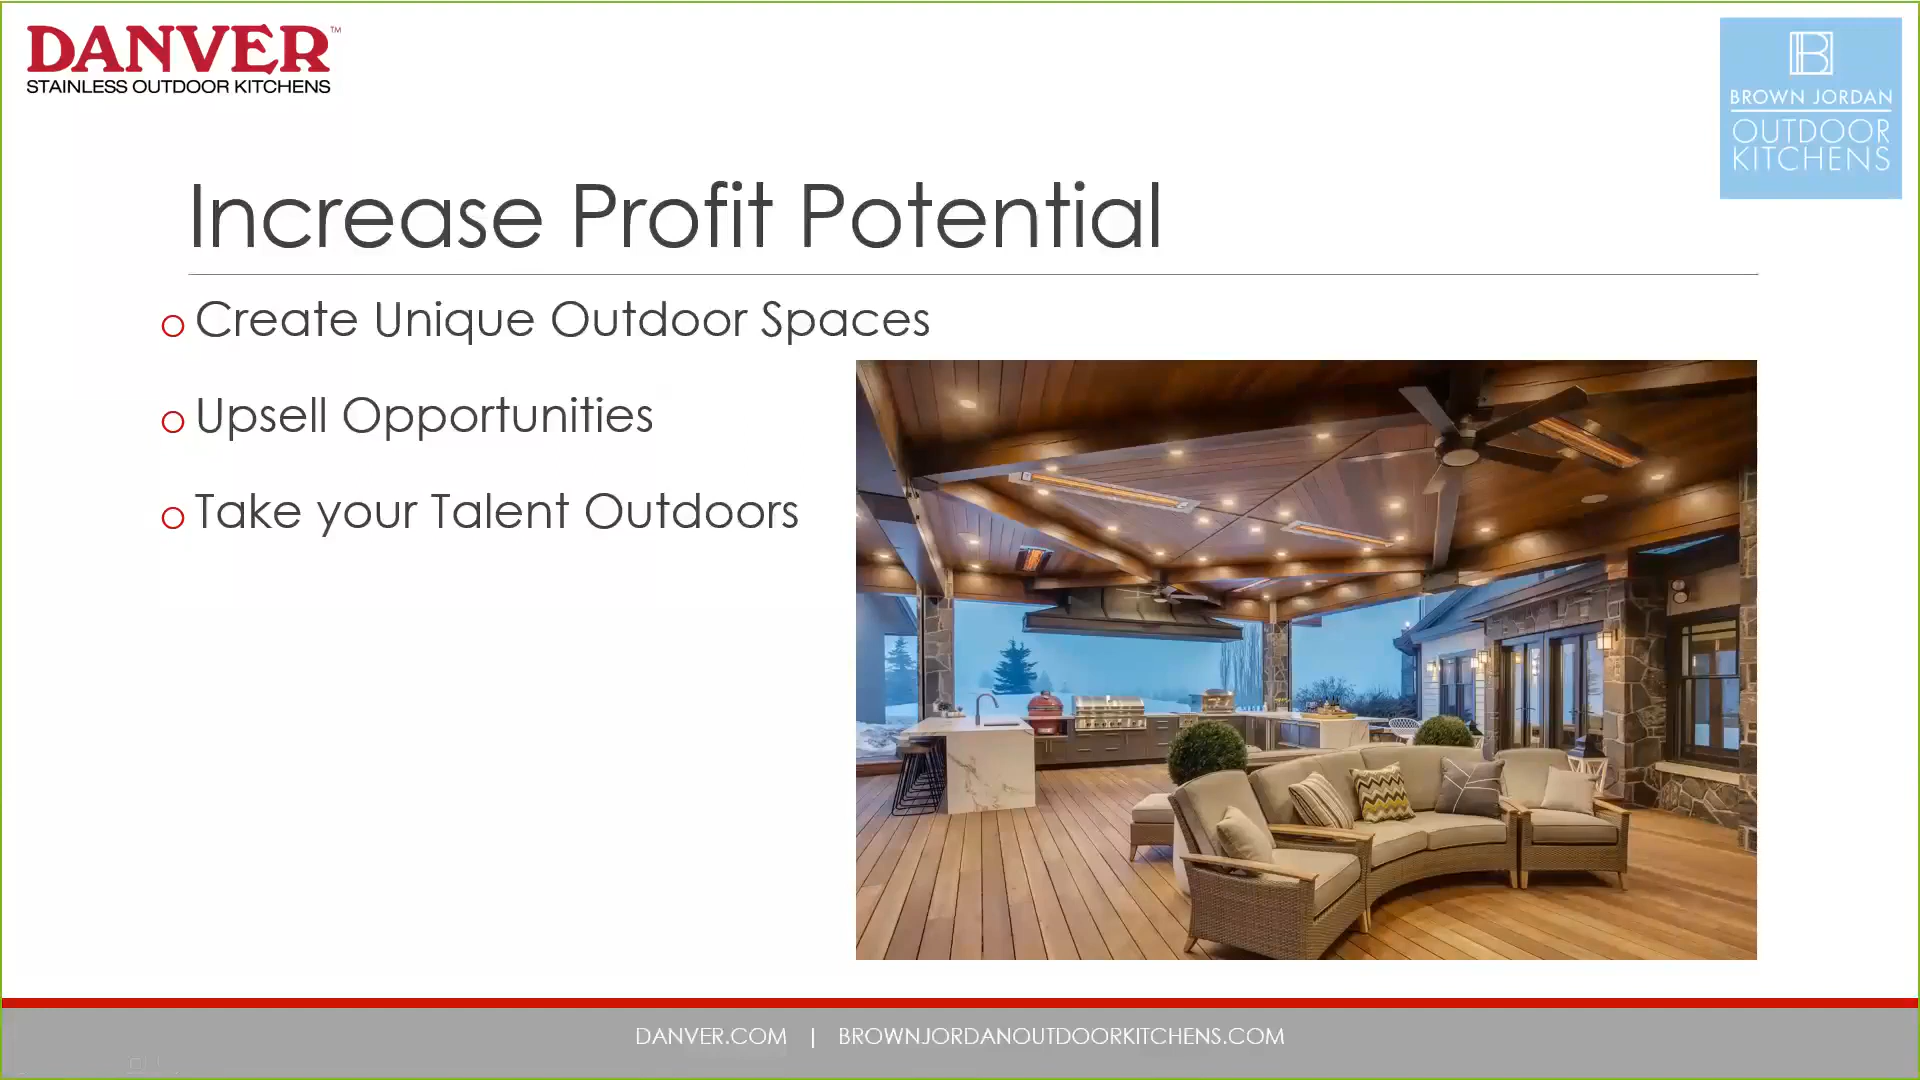 DANVER™
STAINLESS OUTDOOR KITCHENS
B
BROWN JORDAN
OUTDOOR
KITCHENS
Increase Profit Potential
Create Unique Outdoor Spaces
Upsell Opportunities
Take your Talent Outdoors
DANVER.COM | BROWNJORDANOUTDOORKITCHENS.COM